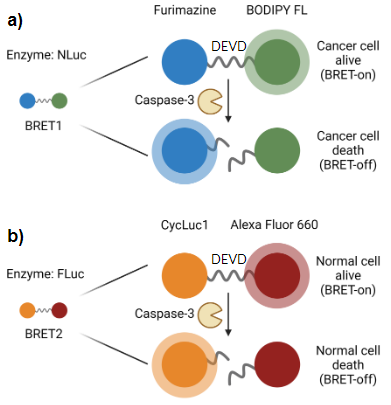 a)
Furimazine
BODIPY FL
Enzyme: NLuc
DEVD
Cancer cell
alive
(BRET-on)
BRET1
Caspase-3
Cancer cell
death
(BRET-off)
b)
CycLuc1
Alexa Fluor 660
Enzyme: FLuc
DEVD
Normal cell
alive
(BRET-on)
BRET2
Caspase-3
Normal cell
death
(BRET-off)